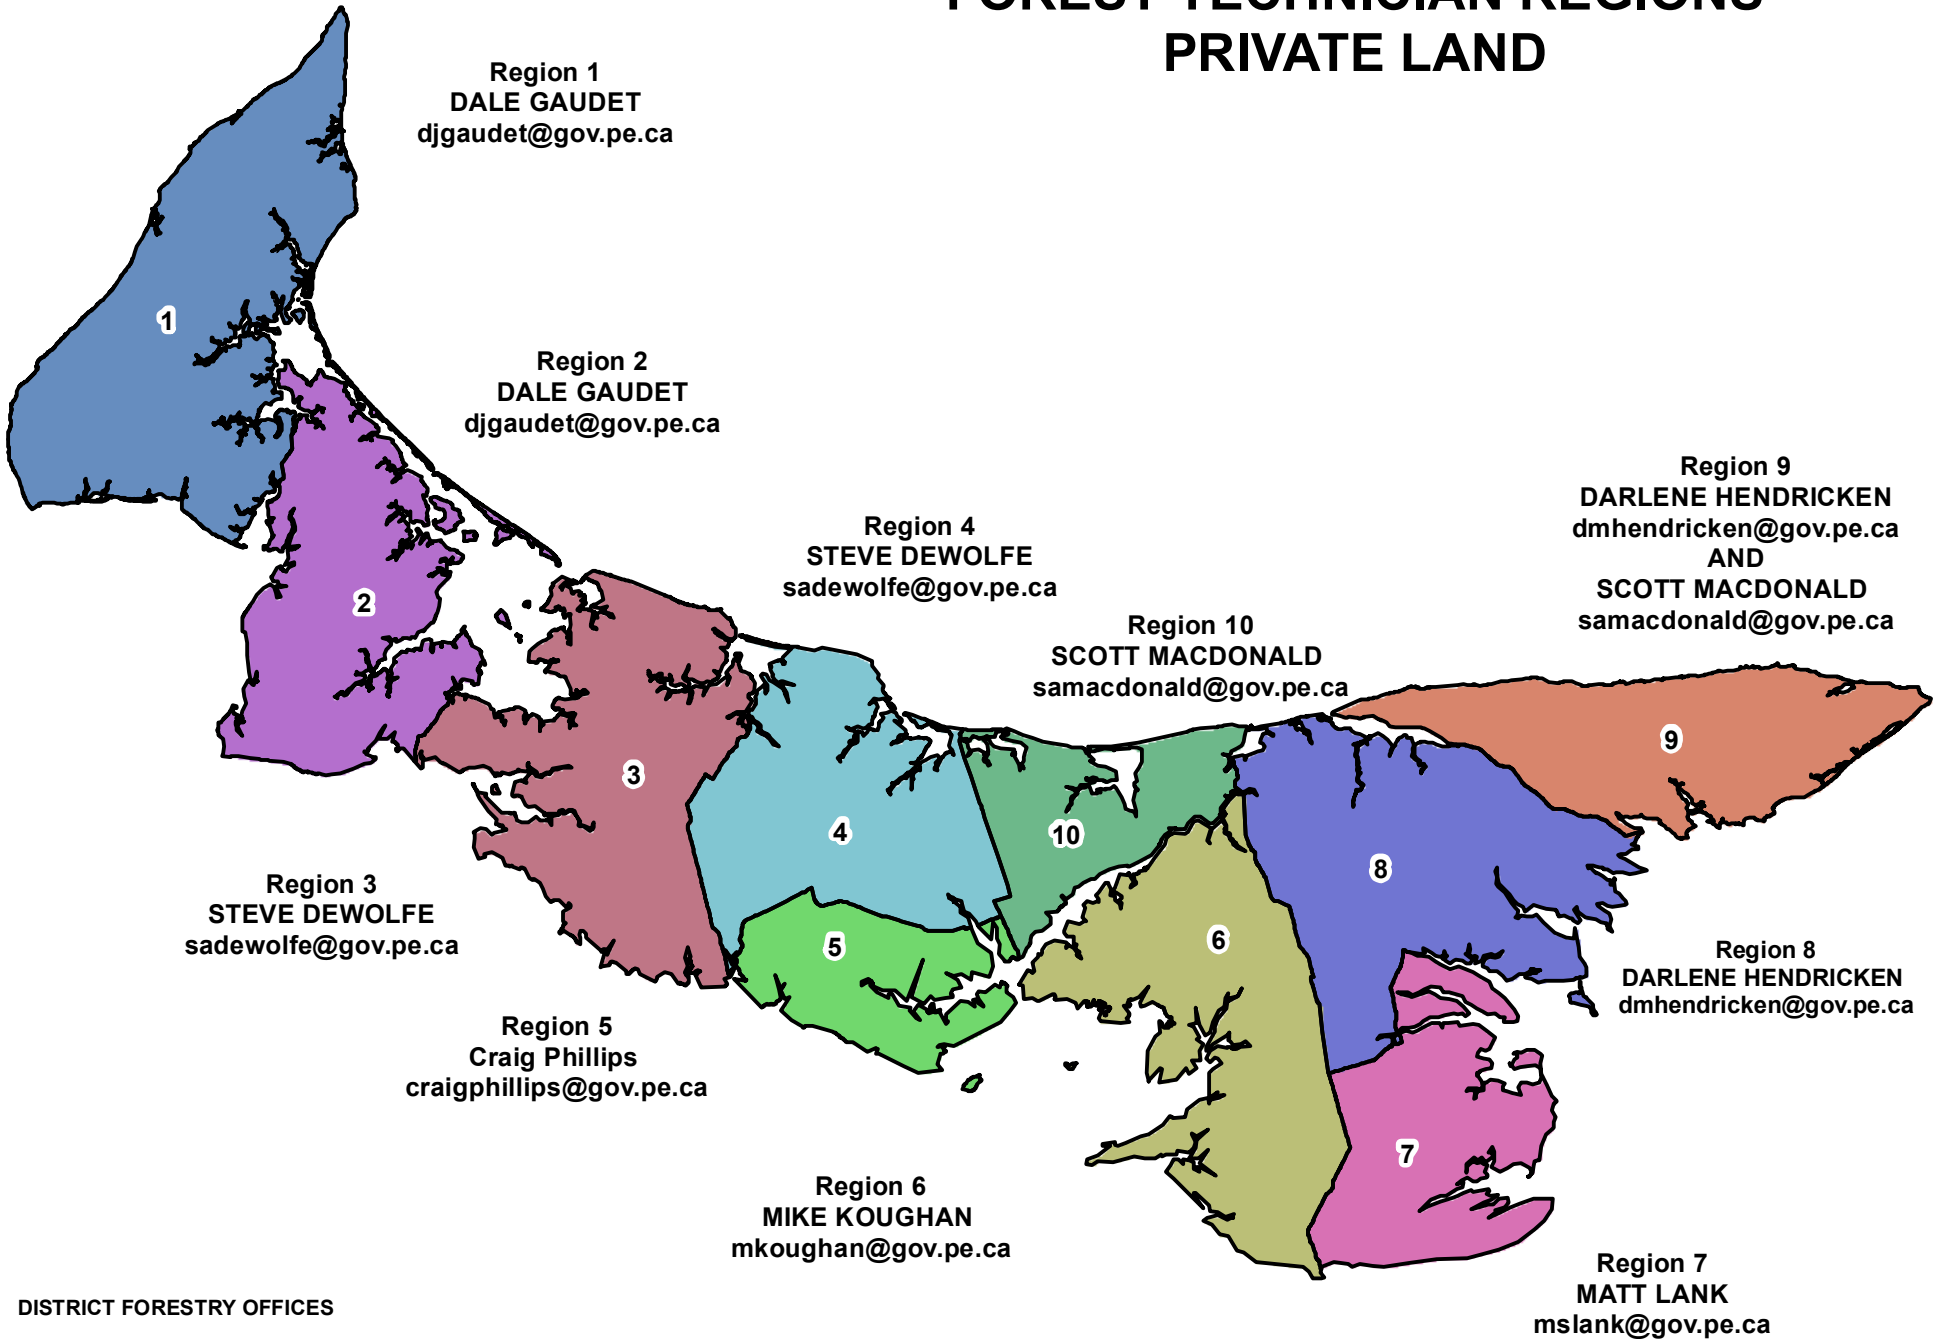 FOREST TECHNICIAN REGIONS
PRIVATE LAND
Region 1
DALE GAUDET
djgaudet@gov.pe.ca
1
Region 2
DALE GAUDET
djgaudet@gov.pe.ca
2
Region 4
STEVE DEWOLFE
sadewolfe@gov.pe.ca
Region 9
DARLENE HENDRICKEN
dmhendricken@gov.pe.ca
AND
SCOTT MACDONALD
samacdonald@gov.pe.ca
Region 10
SCOTT MACDONALD
samacdonald@gov.pe.ca
9
3
4
10
8
Region 3
STEVE DEWOLFE
sadewolfe@gov.pe.ca
5
6
Region 8
DARLENE HENDRICKEN
dmhendricken@gov.pe.ca
Region 5
Craig Phillips
craigphillips@gov.pe.ca
7
Region 6
MIKE KOUGHAN
mkoughan@gov.pe.ca
Region 7
MATT LANK
mslank@gov.pe.ca
DISTRICT FORESTRY OFFICES